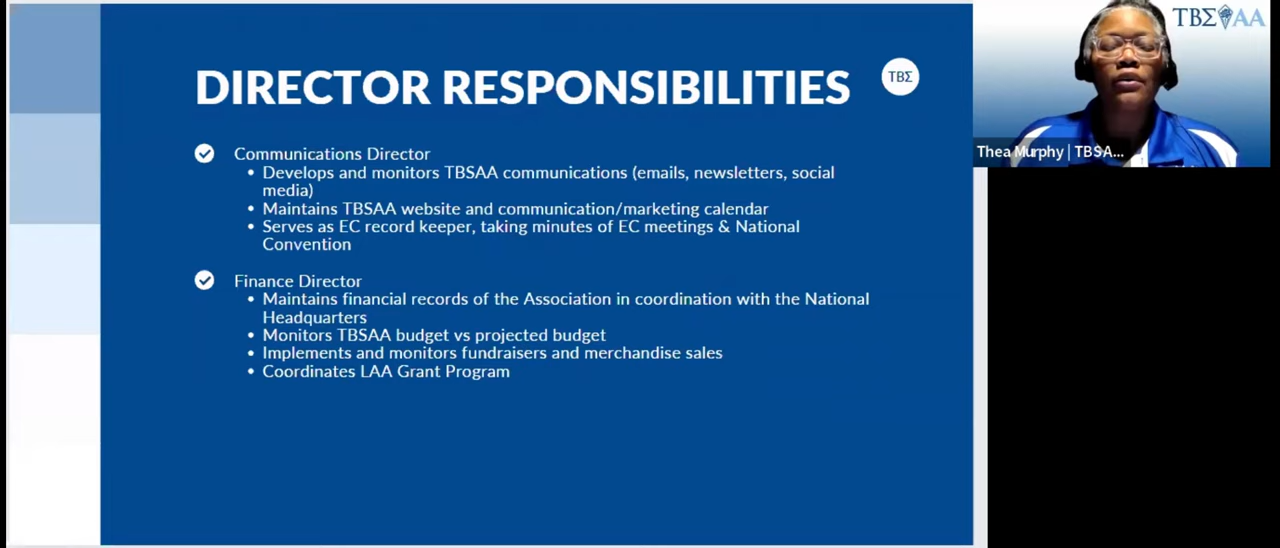 DIRECTOR RESPONSIBILITIES
TBΣ
Communications Director
• Develops and monitors TBSAA communications (emails, newsletters, social
media)
• Maintains TBSAA website and communication/marketing calendar
• Serves as EC record keeper, taking minutes of EC meetings & National
Convention
Finance Director
• Maintains financial records of the Association in coordination with the National
Headquarters
• Monitors TBSAA budget vs projected budget
• Implements and monitors fundraisers and merchandise sales
• Coordinates LAA Grant Program
TBΣ AA
Thea Murphy | TBSA...